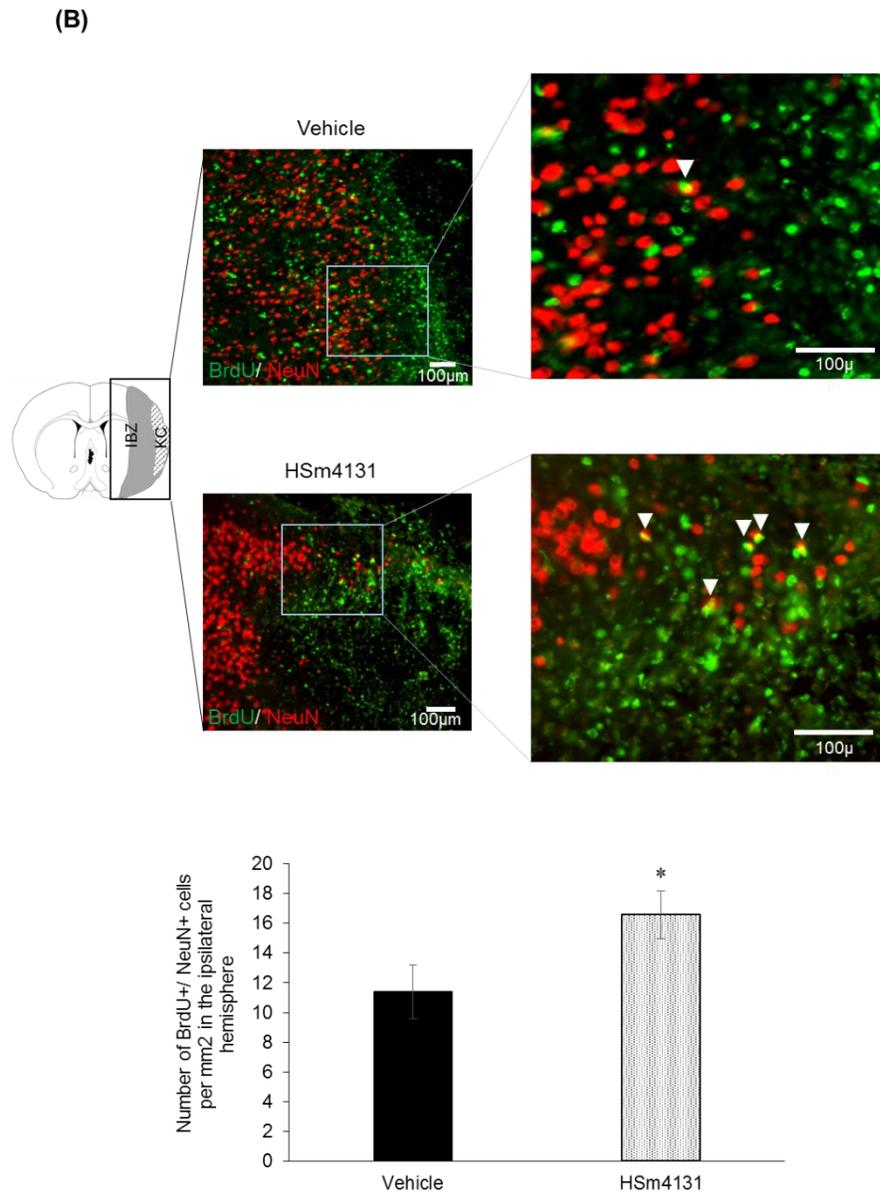 (B)
Vehicle
BrdU/ NeuN
100μm
100μ
IBZ
KC
HSm4131
BrdU/ NeuN
100μm
100μ
Number of BrdU+/ NeuN+ cells
per mm2 in the ipsilateral
hemisphere
20
18
16
14
12
10
8
6
4
2
0
*
Vehicle
HSm4131